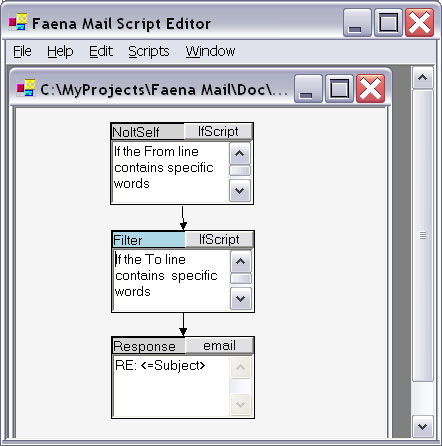 Faena Mail Script Editor
File Help Edit Scripts Window
C:\MyProjects\Faena Mail\Doc\...
NoItSelf IfScript
If the From line
contains specific
words
Filter IfScript
If the To line
contains specific
words
Response email
RE: <=Subject>